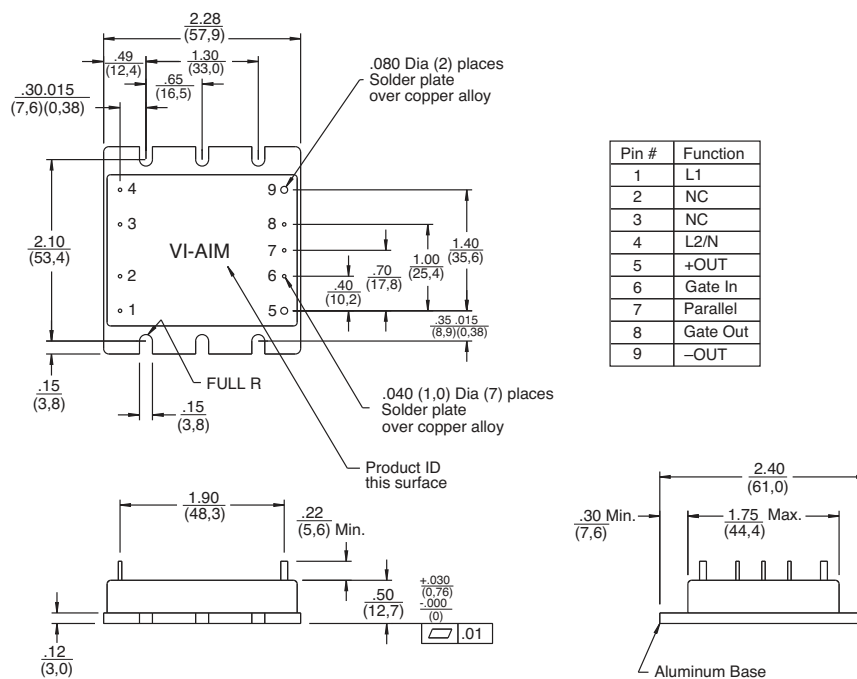 2.28
(57,9)
.49
(12,4)
1.30
(33,0)
.65
(16,5)
.30.015
(7,6)(0,38)
.080 Dia (2) places
Solder plate
over copper alloy
4
3
2
1
VI-AIM
9
8
7
6
5
2.10
(53,4)
1.40
(35,6)
1.00
(25,4)
.70
(17,8)
.40
(10,2)
.35 .015
(8,9)(0,38)
.15
(3,8)
FULL R
.15
(3,8)
.040 (1,0) Dia (7) places
Solder plate
over copper alloy
Product ID
this surface
Pin # Function
1 L1
2 NC
3 NC
4 L2/N
5 +OUT
6 Gate In
7 Parallel
8 Gate Out
9 –OUT
1.90
(48,3)
.22
(5,6) Min.
.50
(12,7)
+.030
(0,76)
-.000
(0)
.01
.12
(3,0)
2.40
(61,0)
.30 Min.
(7,6)
1.75 Max.
(44,4)
Aluminum Base